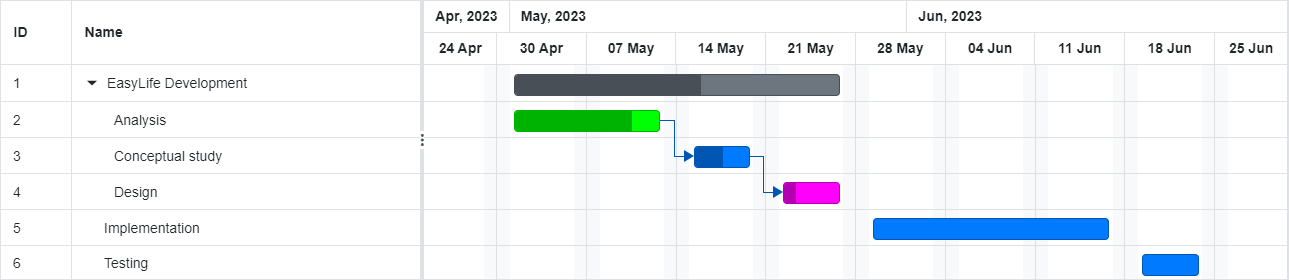 ID Name Apr, 2023 May, 2023 Jun, 2023
24 Apr 30 Apr 07 May 14 May 21 May 28 May 04 Jun 11 Jun 18 Jun 25 Jun
1 EasyLife Development
2 Analysis
3 Conceptual study
4 Design
5 Implementation
6 Testing